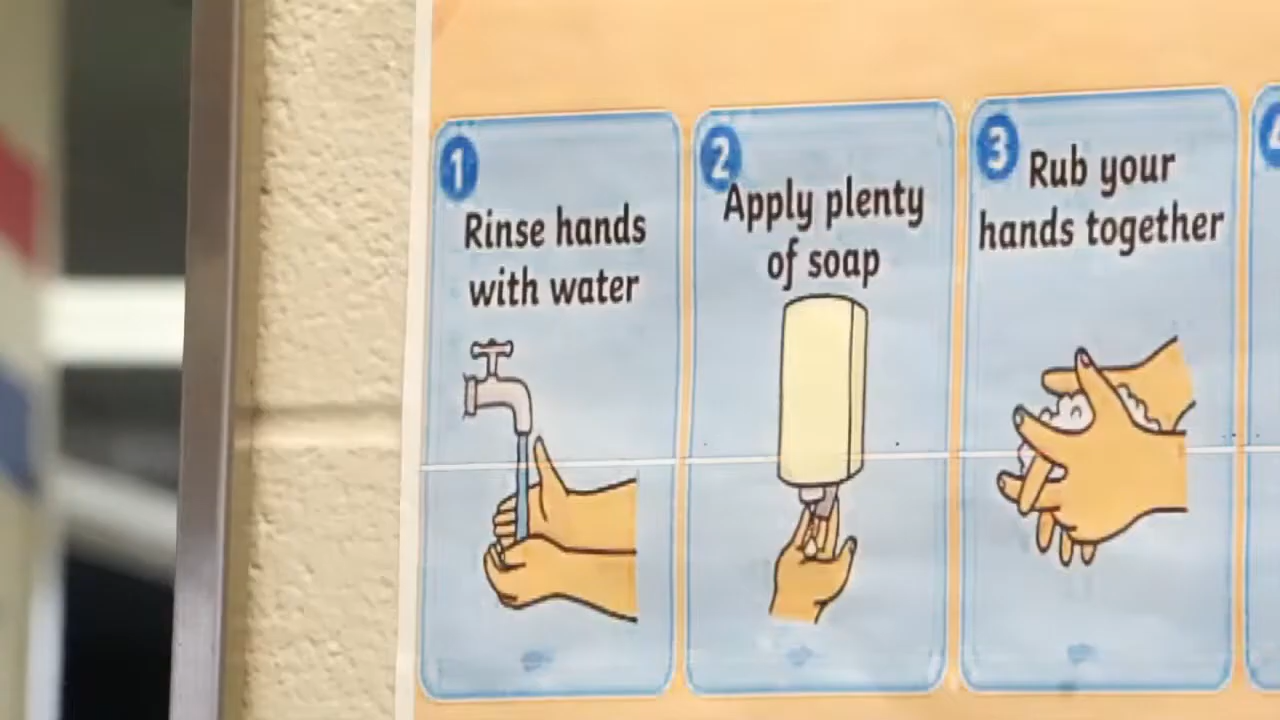 1
Rinse hands
with water
2
Apply plenty
of soap
3
Rub your
hands together